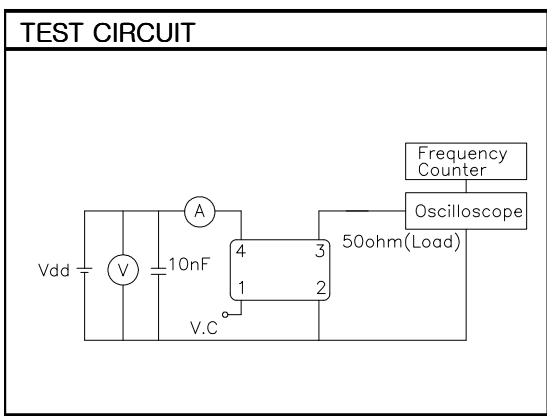 TEST CIRCUIT
Frequency
Counter
A
Oscilloscope
4
3
50ohm(Load)
Vdd
V
10nF
1
2
V.C